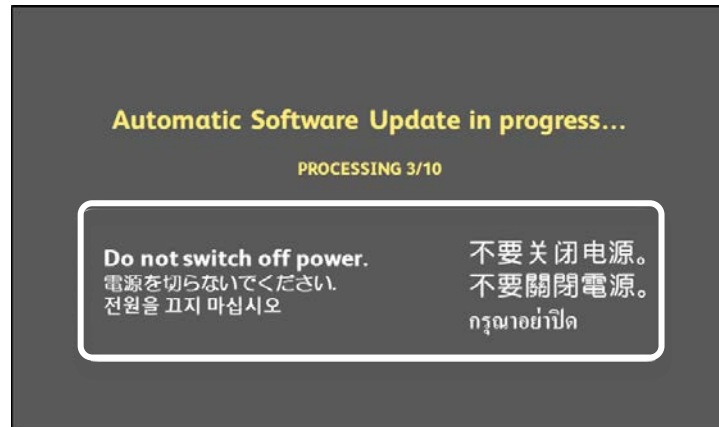 Automatic Software Update in progress...
PROCESSING 3/10
Do not switch off power.
電源を切らないでください.
전원을 끄지 마십시오
不要关闭电源。
不要關閉電源。
กรุณาอย่าปิด